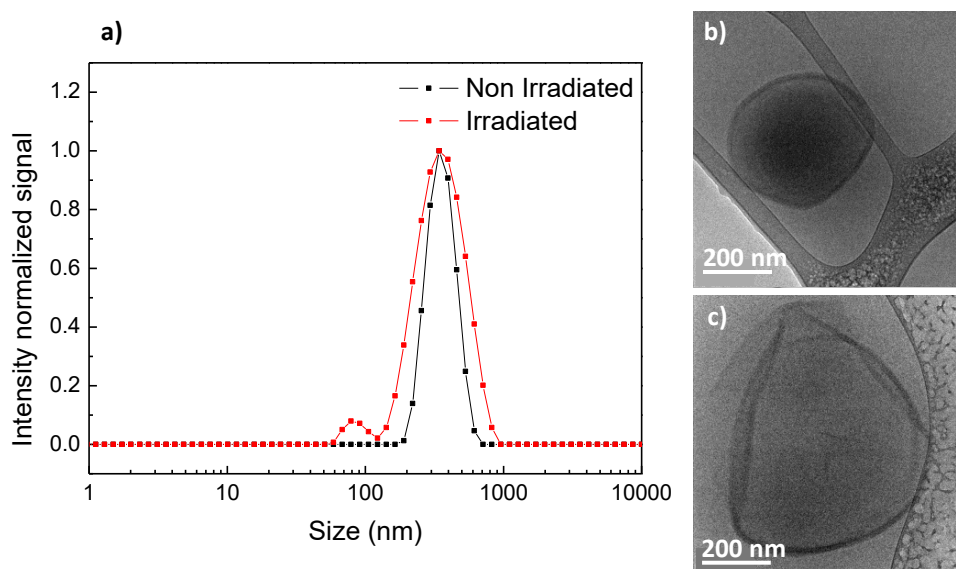 a)
Intensity normalized signal
1.2
1.0
0.8
0.6
0.4
0.2
0.0
Non Irradiated
Irradiated
1
10
100
1000
10000
Size (nm)
b)
200 nm
c)
200 nm